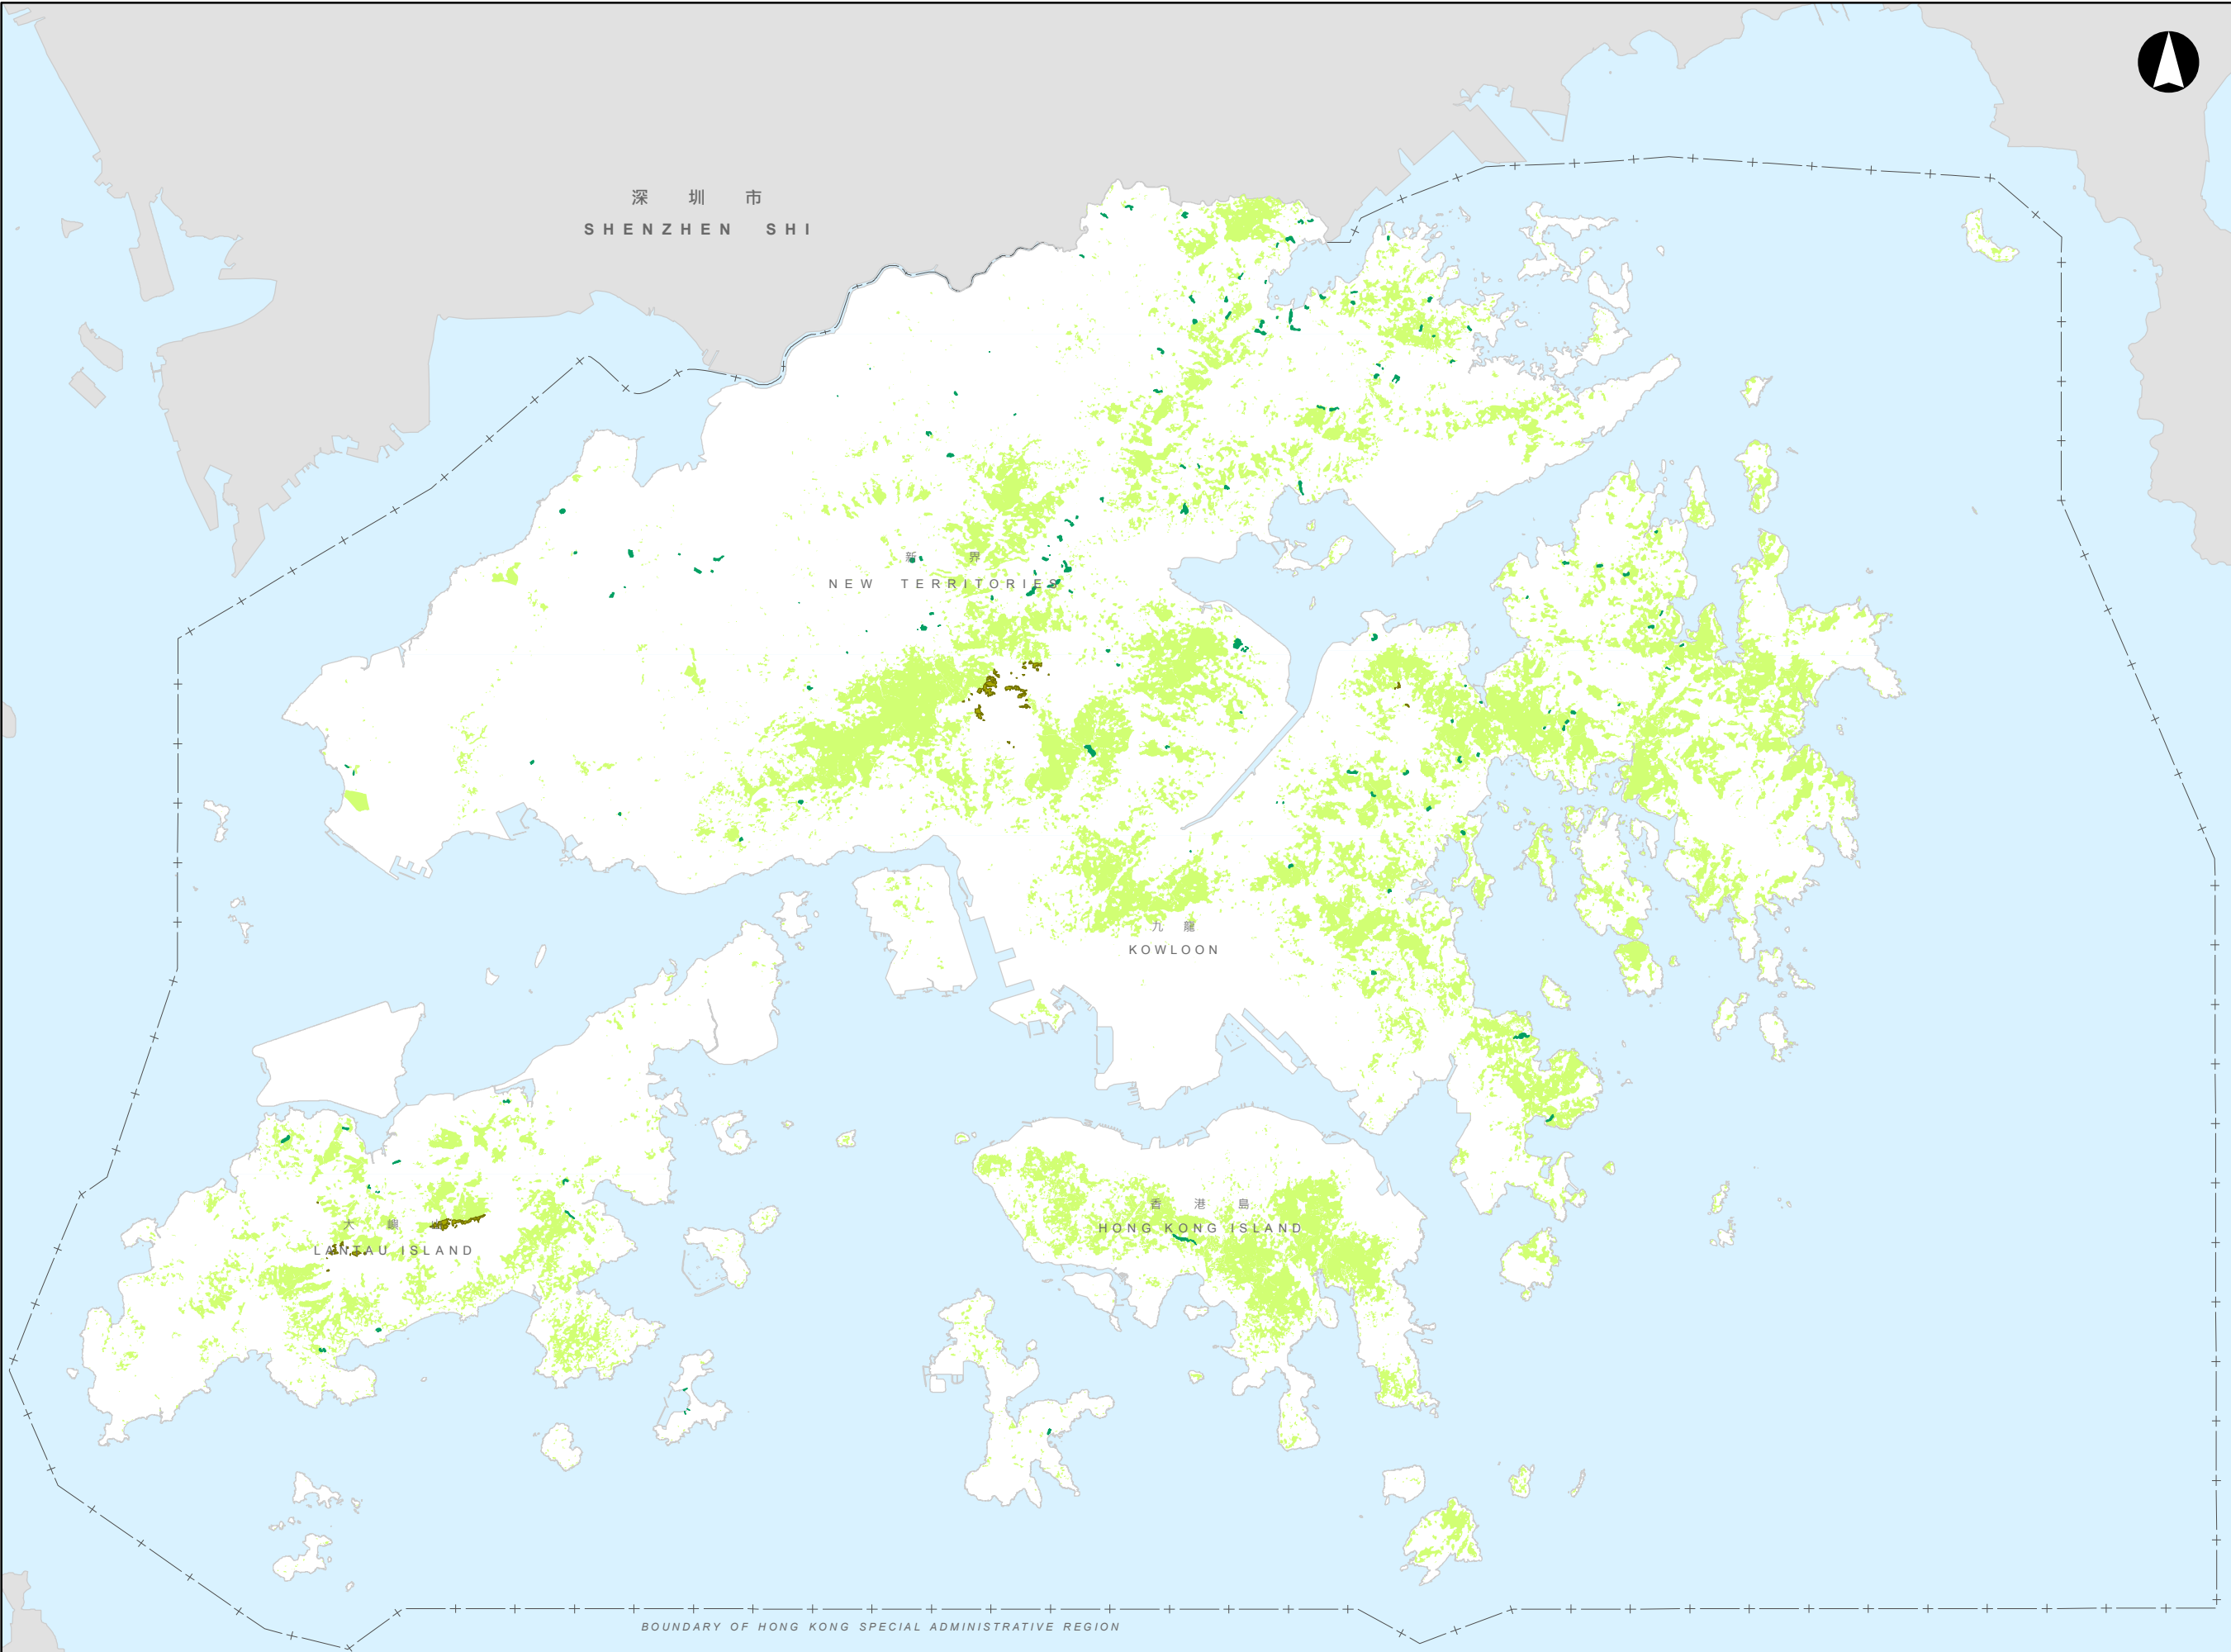 深 圳 市
SHENZHEN SHI
新 界
NEW TERRITORIES
九 龍
KOWLOON
香 港 島
HONG KONG ISLAND
大 嶼
LANTAU ISLAND
BOUNDARY OF HONG KONG SPECIAL ADMINISTRATIVE REGION